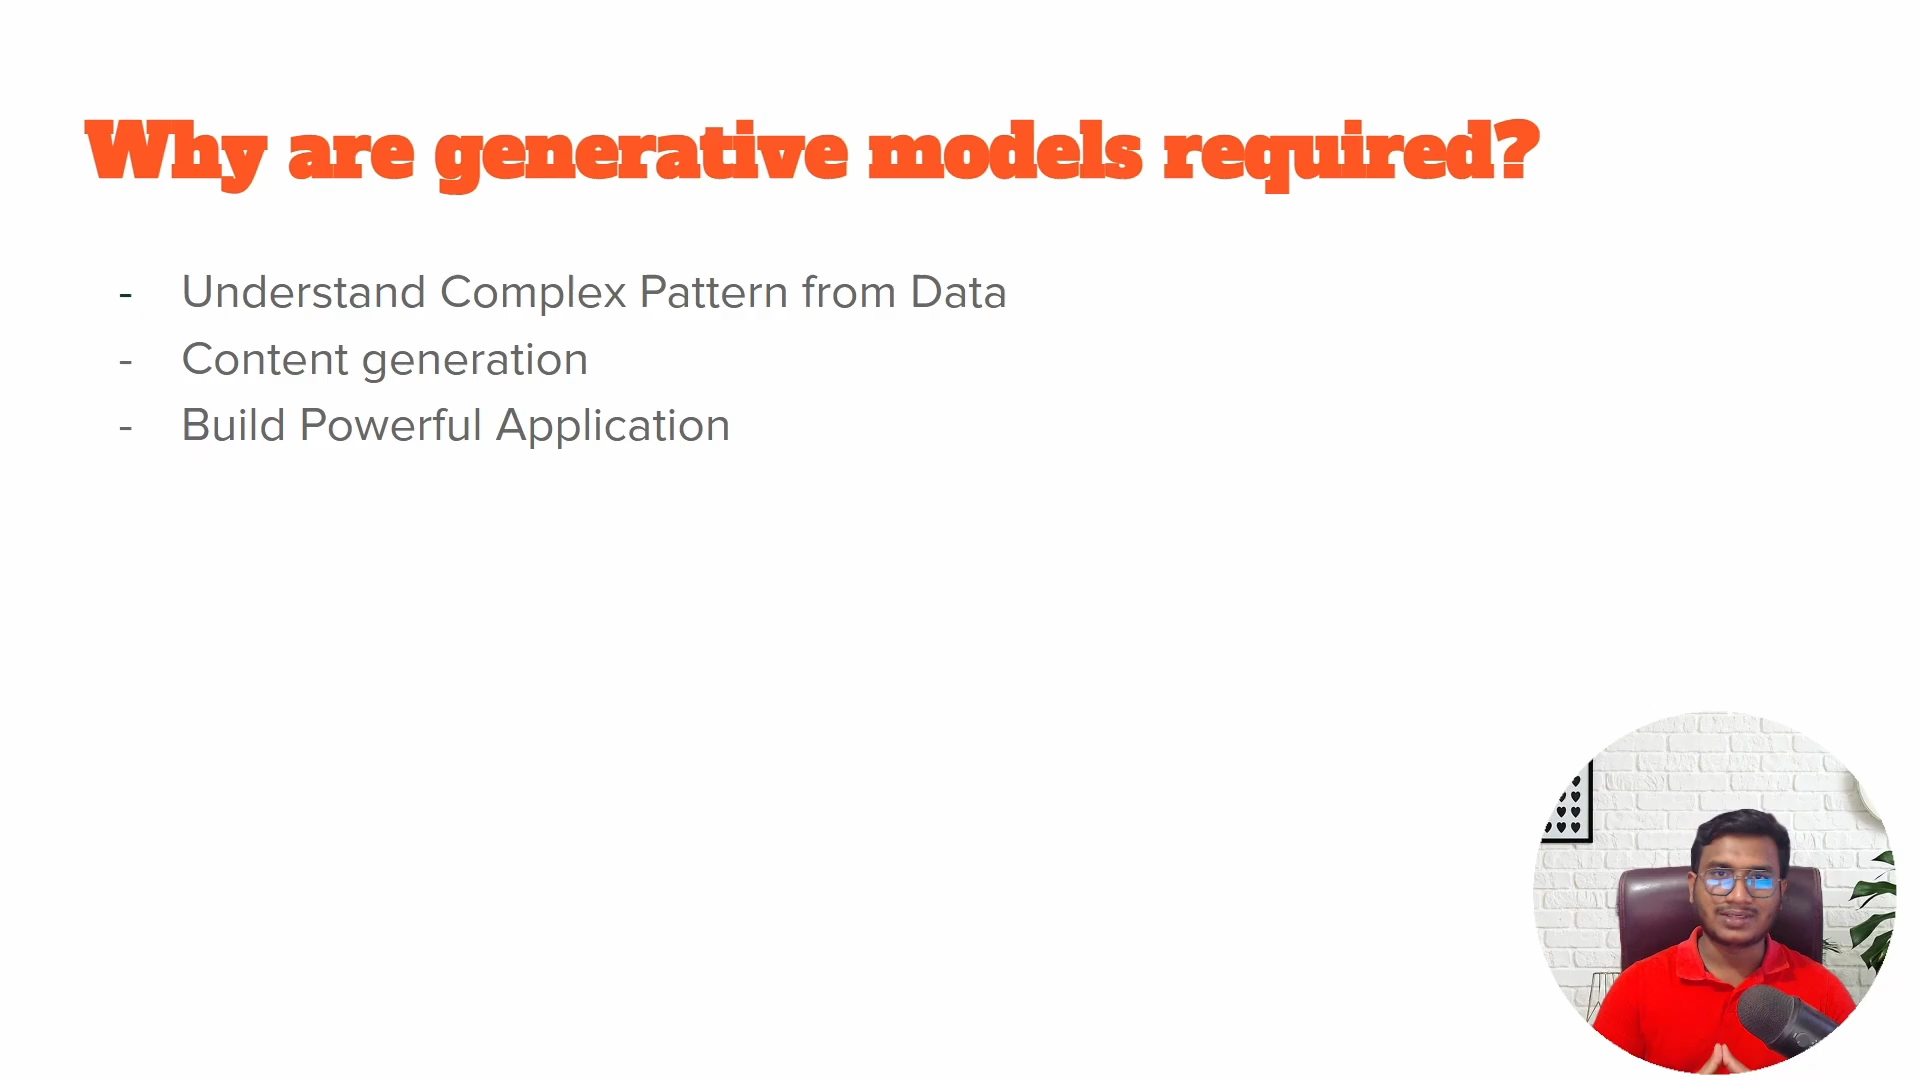 Why are generative models required?
- Understand Complex Pattern from Data
- Content generation
- Build Powerful Application